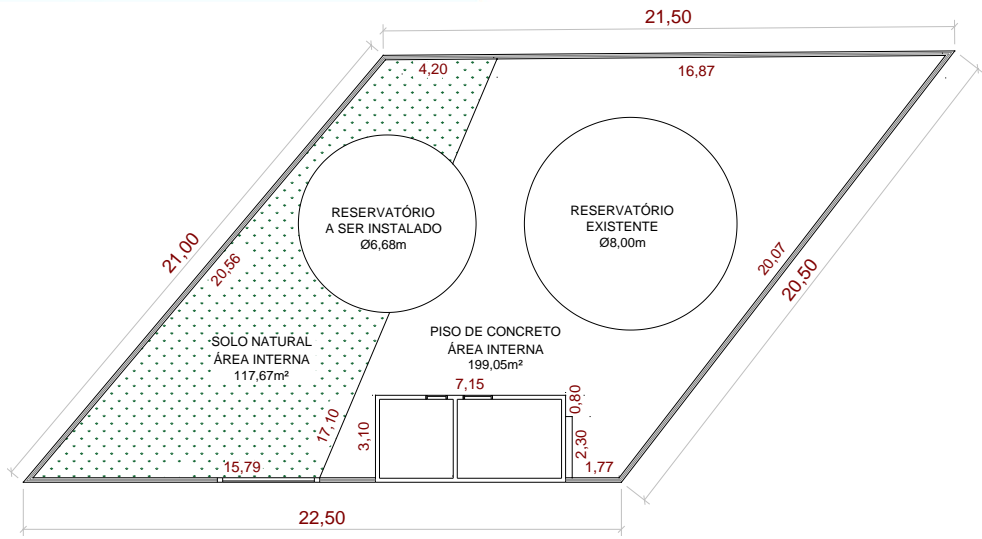 21,50
4,20
16,87
RESERVATÓRIO
A SER INSTALADO
Ø6,68m
RESERVATÓRIO
EXISTENTE
Ø8,00m
21,00
20,56
20,07
20,50
SOLO NATURAL
ÁREA INTERNA
117,67m²
PISO DE CONCRETO
ÁREA INTERNA
199,05m²
7,15
0,80
17,10
3,10
2,30
15,79
1,77
22,50